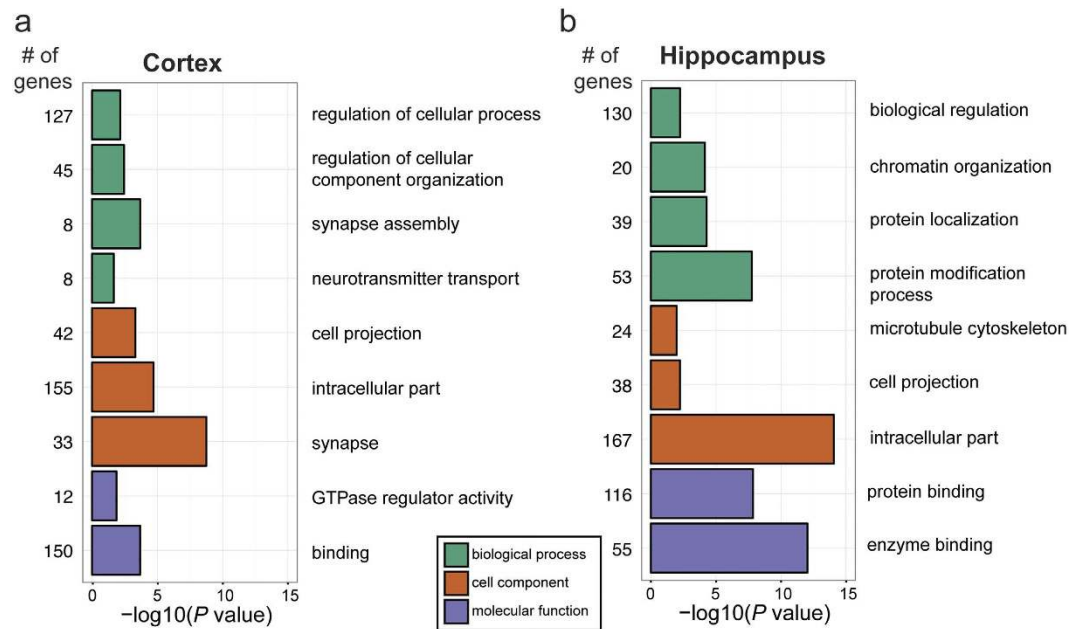 a
# of
genes
Cortex
127
regulation of cellular process
45
regulation of cellular
component organization
8
synapse assembly
8
neurotransmitter transport
42
cell projection
155
intracellular part
33
synapse
12
GTPase regulator activity
150
binding
0 5 10 15
−log10(P value)
biological process
cell component
molecular function
b
# of
genes
Hippocampus
130
biological regulation
20
chromatin organization
39
protein localization
53
protein modification
process
24
microtubule cytoskeleton
38
cell projection
167
intracellular part
116
protein binding
55
enzyme binding
0 5 10 15
−log10(P value)